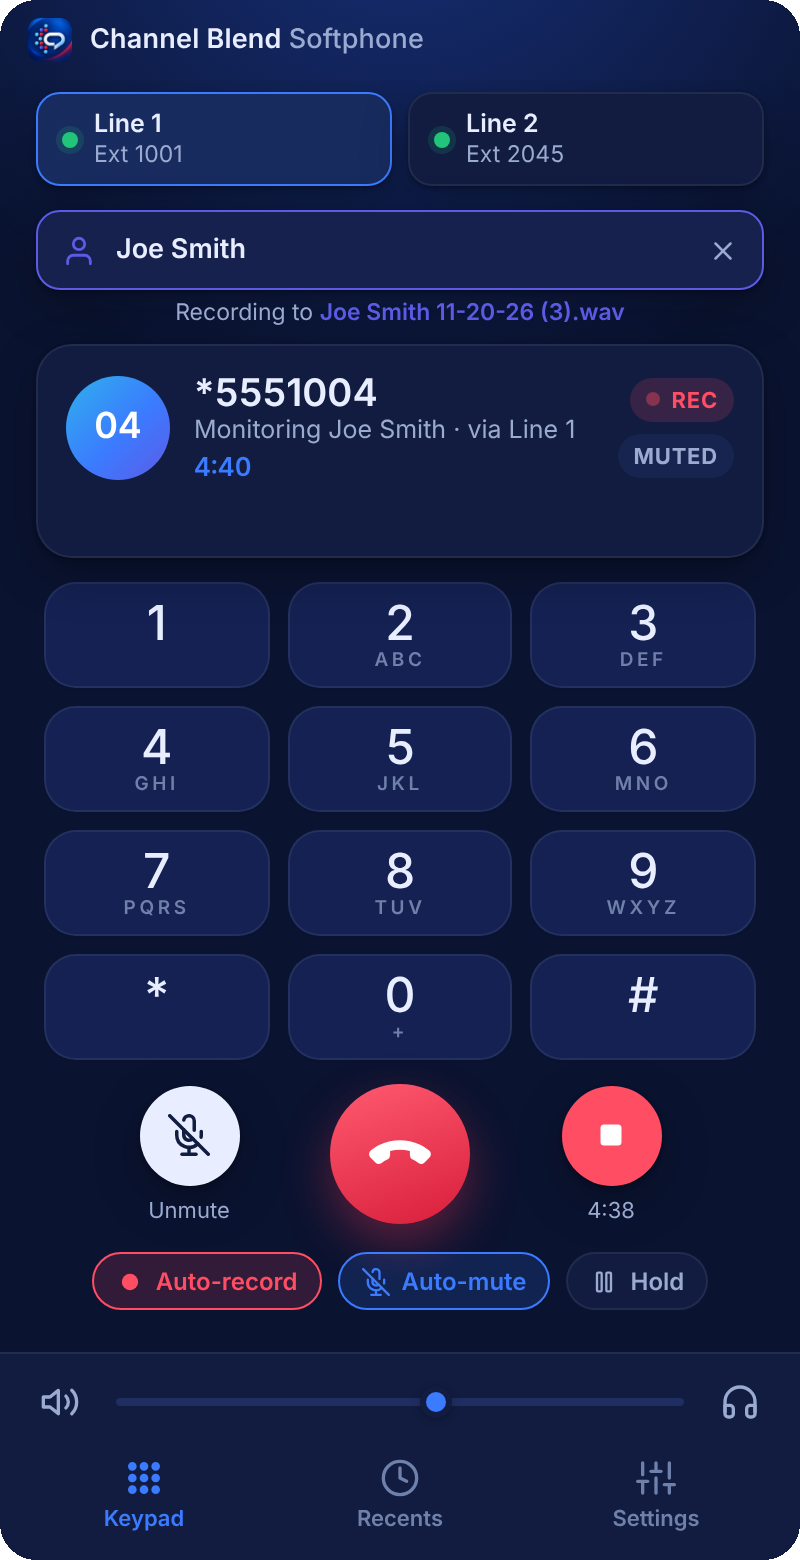 Channel Blend Softphone
Line 1
Ext 1001
Line 2
Ext 2045
Joe Smith
Recording to Joe Smith 11-20-26 (3).wav
04
*5551004
Monitoring Joe Smith · via Line 1
4:40
REC
MUTED
1
2
ABC
3
DEF
4
GHI
5
JKL
6
MNO
7
PQRS
8
TUV
9
WXYZ
*
0
+
#
Unmute
4:38
Auto-record
Auto-mute
Hold
Keypad
Recents
Settings